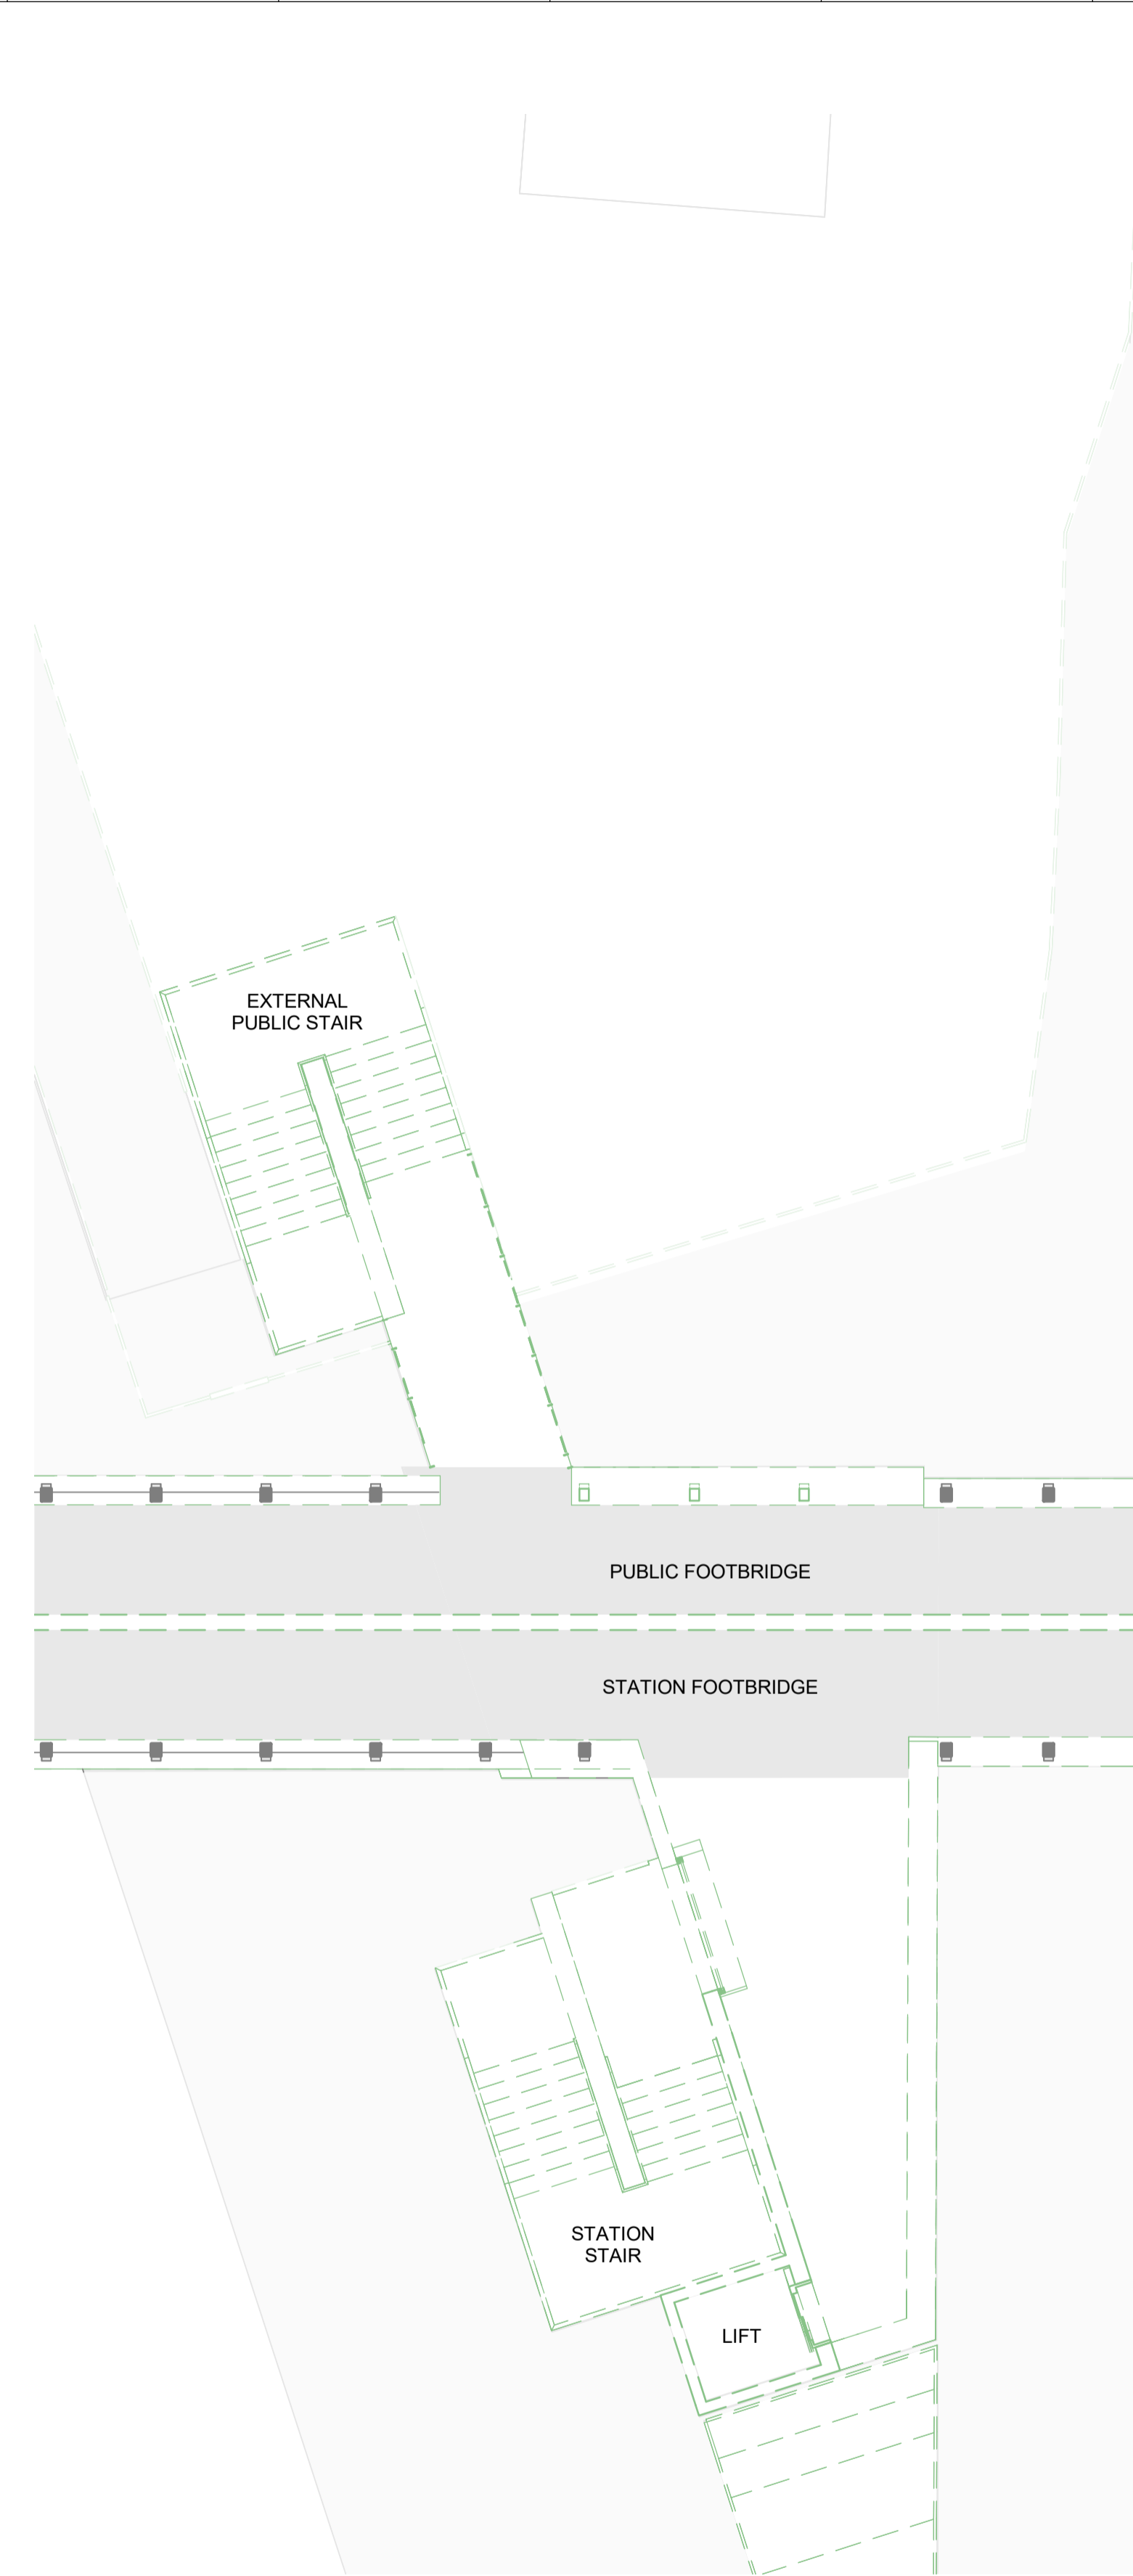 EXTERNAL
PUBLIC STAIR
PUBLIC FOOTBRIDGE
STATION FOOTBRIDGE
STATION
STAIR
LIFT